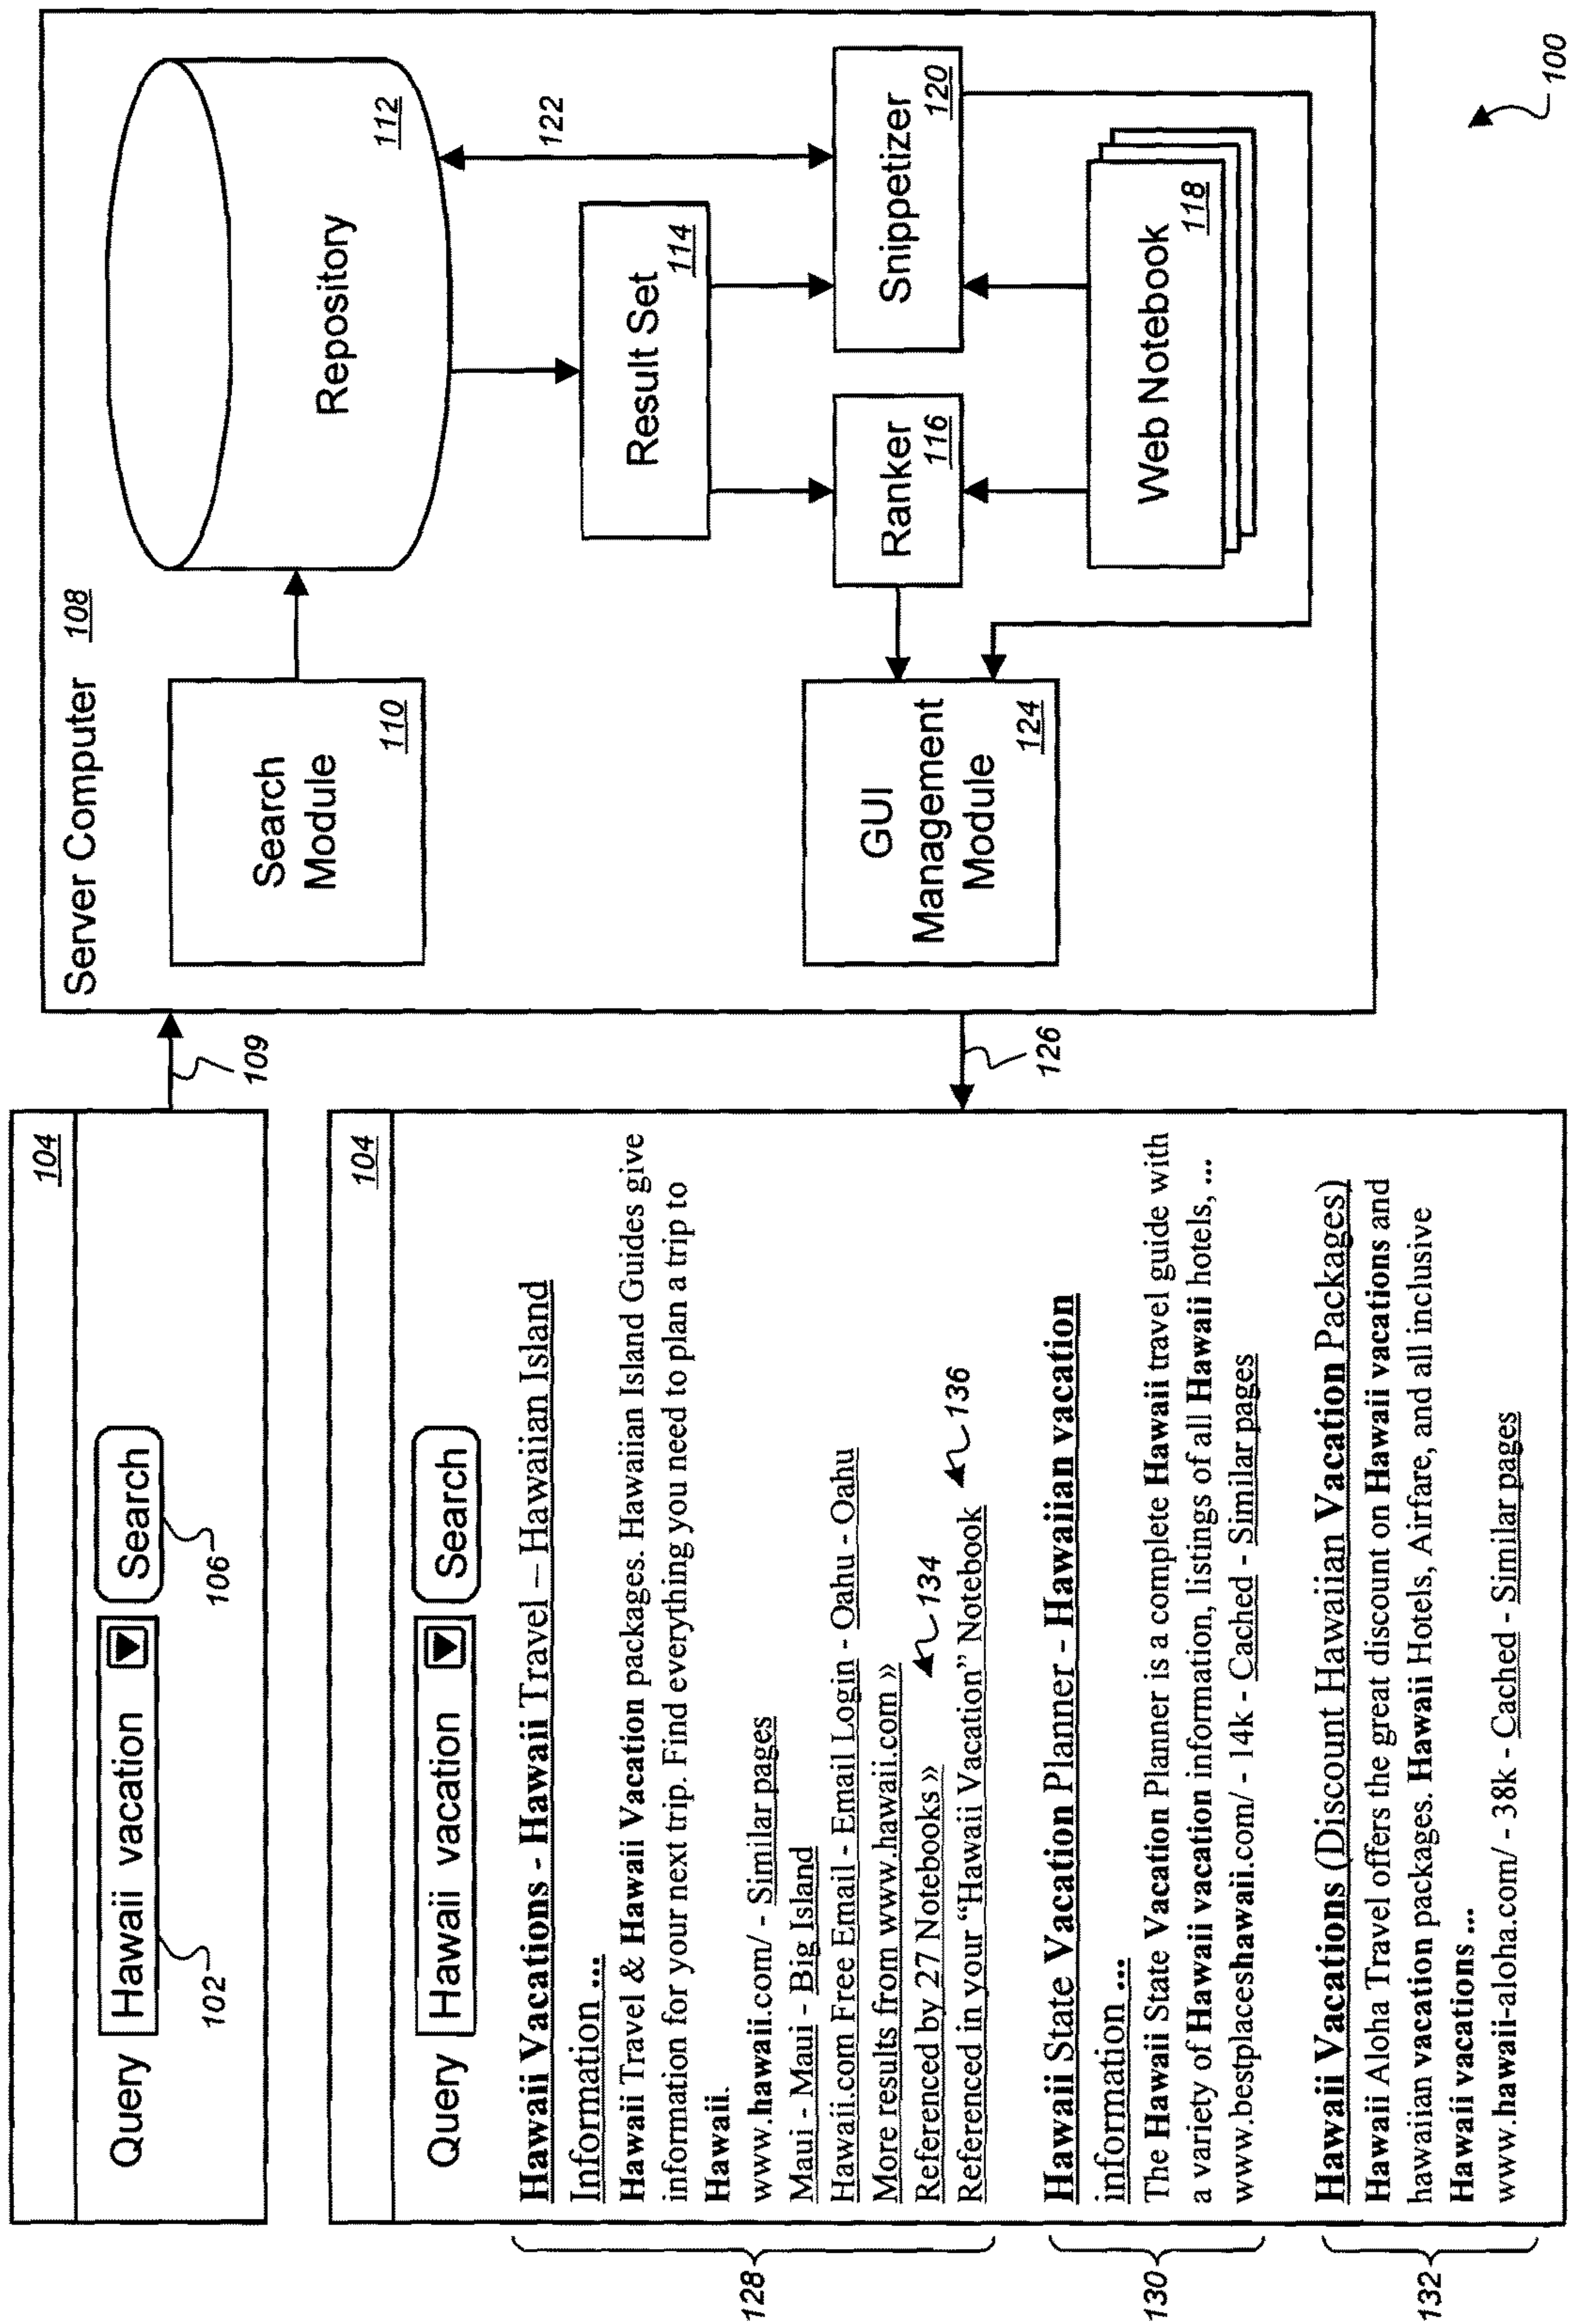 104
Query
Hawaii vacation
Search
102
106
109
104
Query
Hawaii vacation
Search
Hawaii Vacations - Hawaii Travel – Hawaiian Island
Information ...
Hawaii Travel & Hawaii Vacation packages. Hawaiian Island Guides give
information for your next trip. Find everything you need to plan a trip to
Hawaii.
www.hawaii.com/ - Similar pages
Maui - Maui - Big Island
Hawaii.com Free Email - Email Login - Oahu - Oahu
More results from www.hawaii.com »
Referenced by 27 Notebooks »
134
Referenced in your “Hawaii Vacation” Notebook
136
Hawaii State Vacation Planner - Hawaiian vacation
information ...
The Hawaii State Vacation Planner is a complete Hawaii travel guide with
a variety of Hawaii vacation information, listings of all Hawaii hotels, ...
www.bestplaceshawaii.com/ - 14k - Cached - Similar pages
Hawaii Vacations (Discount Hawaiian Vacation Packages)
Hawaii Aloha Travel offers the great discount on Hawaii vacations and
hawaiian vacation packages. Hawaii Hotels, Airfare, and all inclusive
Hawaii vacations ...
www.hawaii-aloha.com/ - 38k - Cached - Similar pages
128
130
132
126
Server Computer 108
Search
Module
110
Repository
112
122
Result Set
114
Ranker
116
Snippetizer
120
Web Notebook
118
GUI
Management
Module
124
100